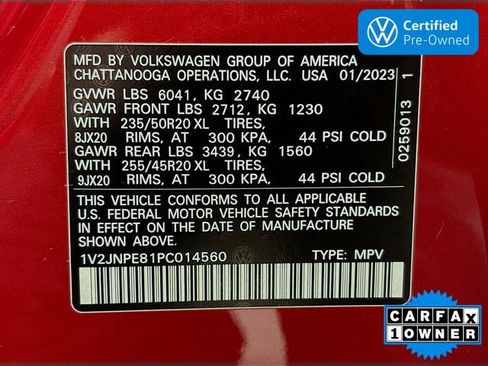 Certified
Pre-Owned
MFD BY VOLKSWAGEN GROUP OF AMERICA
CHATTANOOGA OPERATIONS, LLC. USA 01/2023
GVWR LBS 6041, KG 2740
GAWR FRONT LBS 2712, KG 1230
WITH 235/50R20 XL TIRES,
8JX20 RIMS, AT 300 KPA, 44 PSI COLD
GAWR REAR LBS 3439, KG 1560
WITH 255/45R20 XL TIRES,
9JX20 RIMS, AT 300 KPA, 44 PSI COLD
THIS VEHICLE CONFORMS TO ALL APPLICABLE
U.S. FEDERAL MOTOR VEHICLE SAFETY STANDARDS
IN EFFECT ON THE DATE OF MANUFACTURE
SHOWN ABOVE.
1V2JNPE81PC014560 TYPE: MPV
0259013 1
CARFAX
1 OWNER